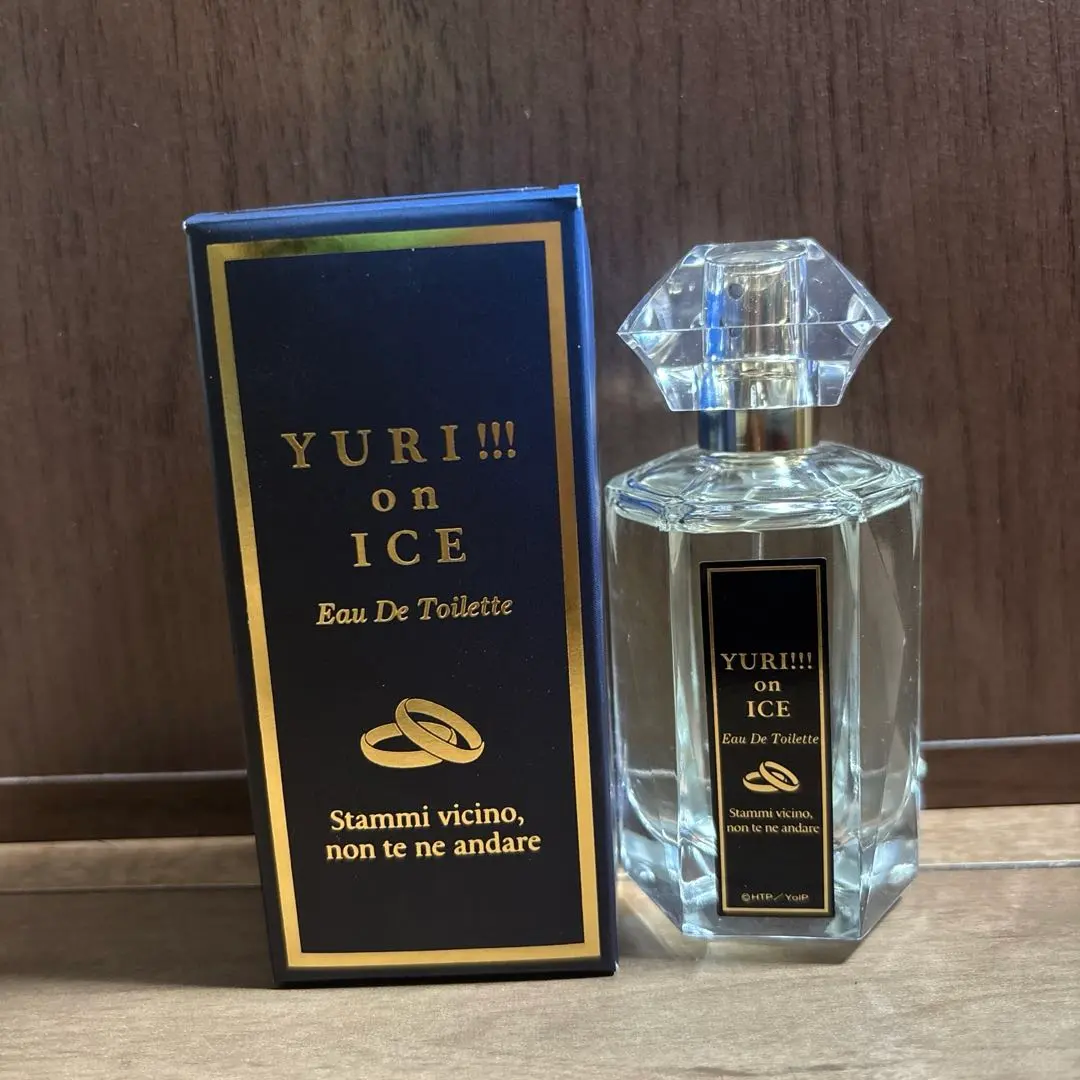 YURI!!!
on
ICE
Eau De Toilette
Stammi vicino,
non te ne andare
YURI!!!
on
ICE
Eau De Toilette
Stammi vicino,
non te ne andare
©HTP/YoIP